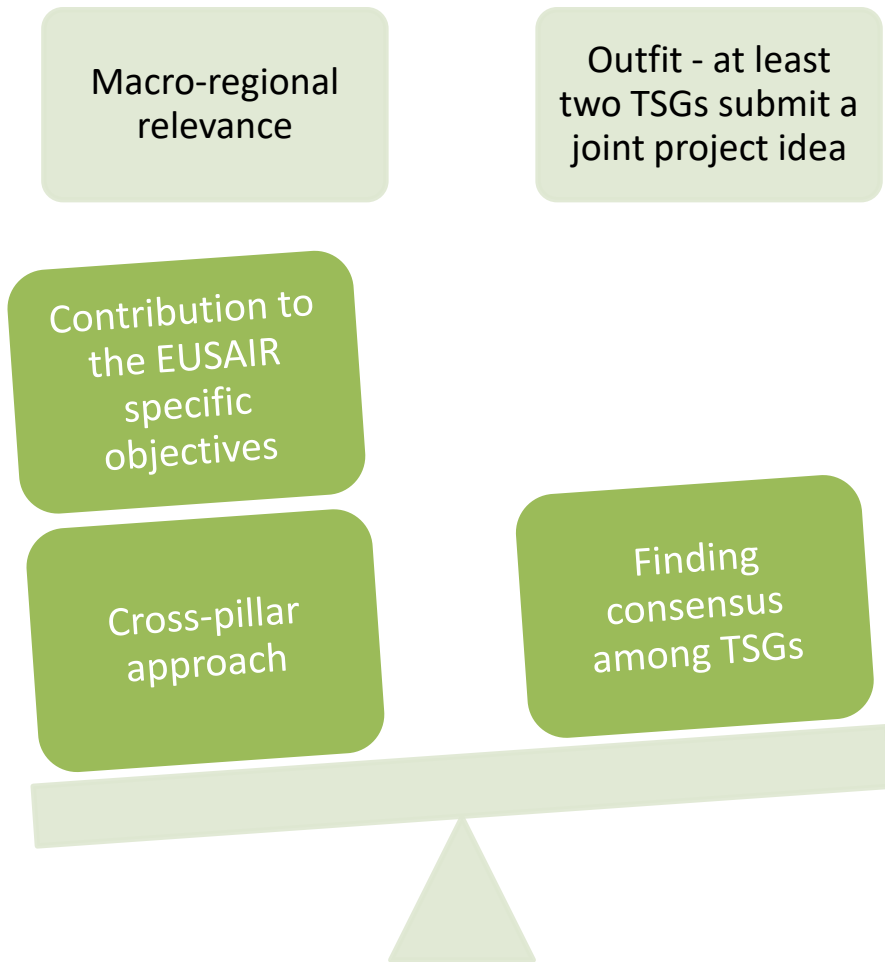 Macro-regional
relevance
Outfit - at least
two TSGs submit a
joint project idea
Contribution to
the EUSAIR
specific
objectives
Cross-pillar
approach
Finding
consensus
among TSGs